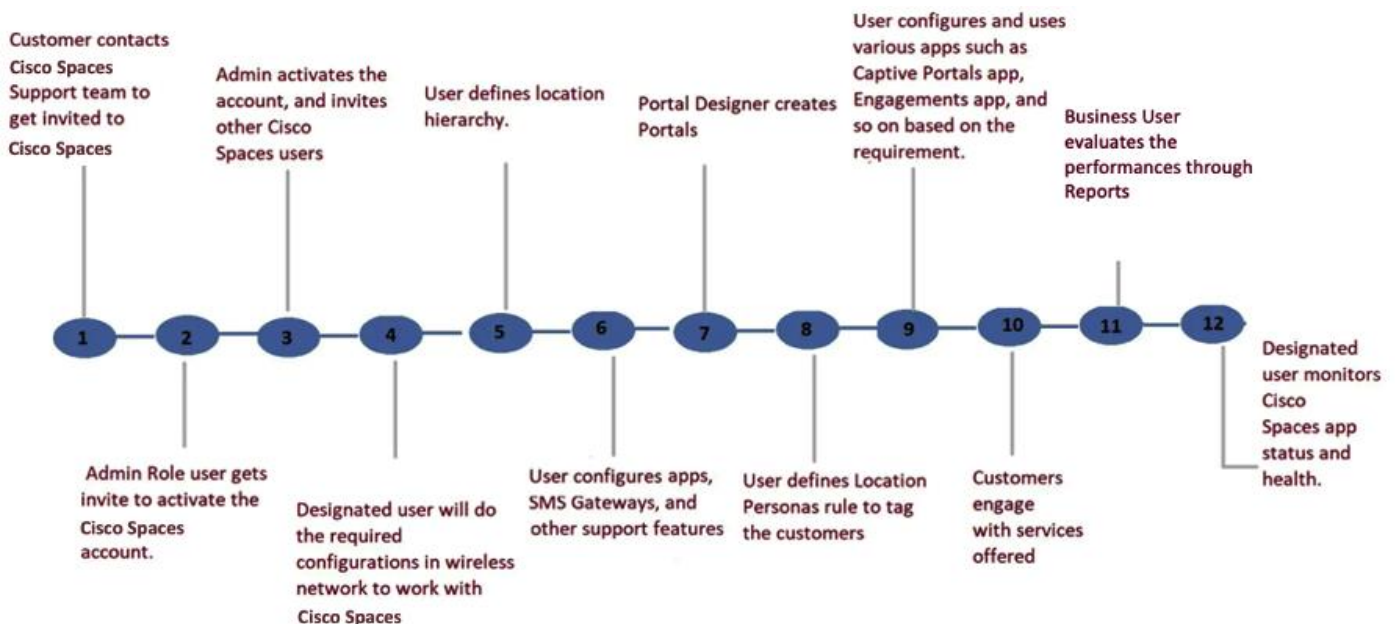 Customer contacts
Cisco Spaces
Support team to
get invited to
Cisco Spaces
Admin activates the
account, and invites
other Cisco
Spaces users
User defines location
hierarchy.
Portal Designer creates
Portals
User configures and uses
various apps such as
Captive Portals app,
Engagements app, and
so on based on the
requirement.
Business User
evaluates the
performances through
Reports
1
2
3
4
5
6
7
8
9
10
11
12
Admin Role user gets
invite to activate the
Cisco Spaces
account.
Designated user will do
the required
configurations in wireless
network to work with
Cisco Spaces
User configures apps,
SMS Gateways, and
other support features
User defines Location
Personas rule to tag
the customers
Customers
engage
with services
offered
Designated
user monitors
Cisco
Spaces app
status and
health.